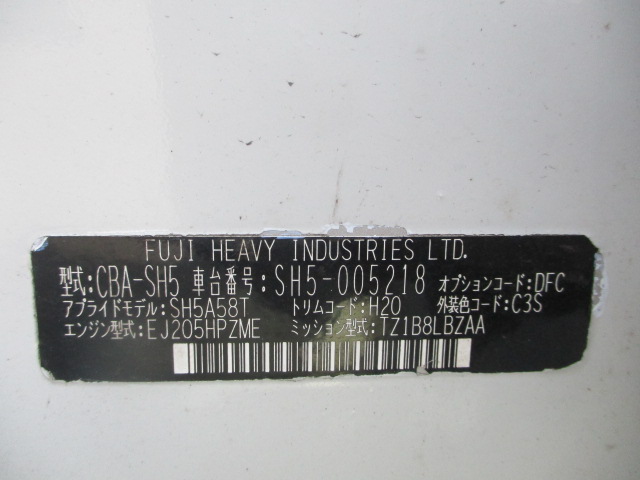 FUJI HEAVY INDUSTRIES LTD.
型式:CBA-SH5 車台番号:SH5-005218 オプションコード:DFC
アプライドモデル:SH5A58T トリムコード:H20 外装色コード:C3S
エンジン型式:EJ205HPZME ミッション型式:TZ1B8LBZAA